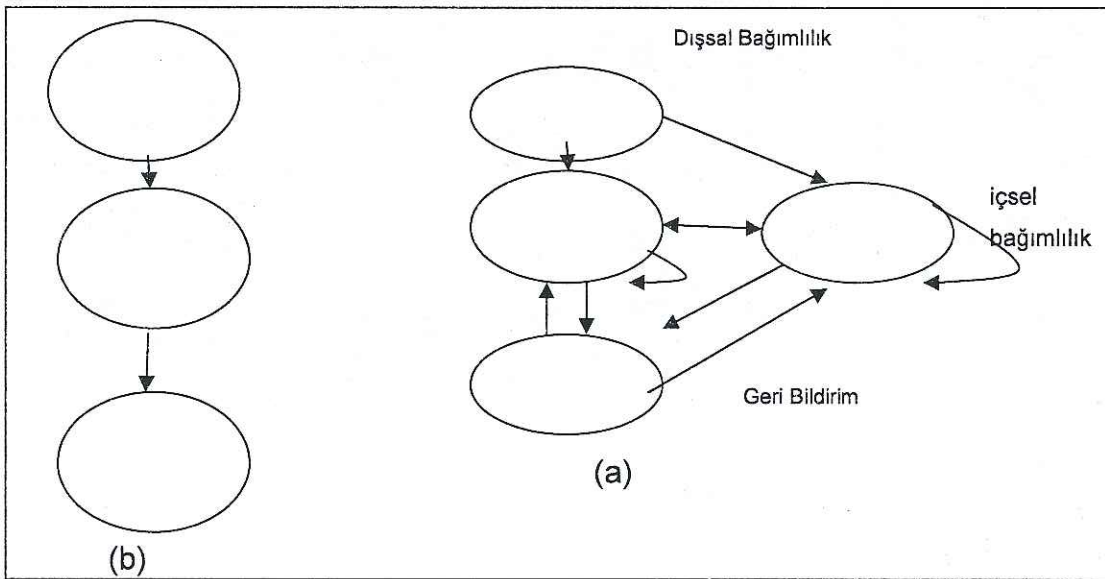 Dışsal Bağımlılık
içsel
bağımlılık
Geri Bildirim
(a)
(b)